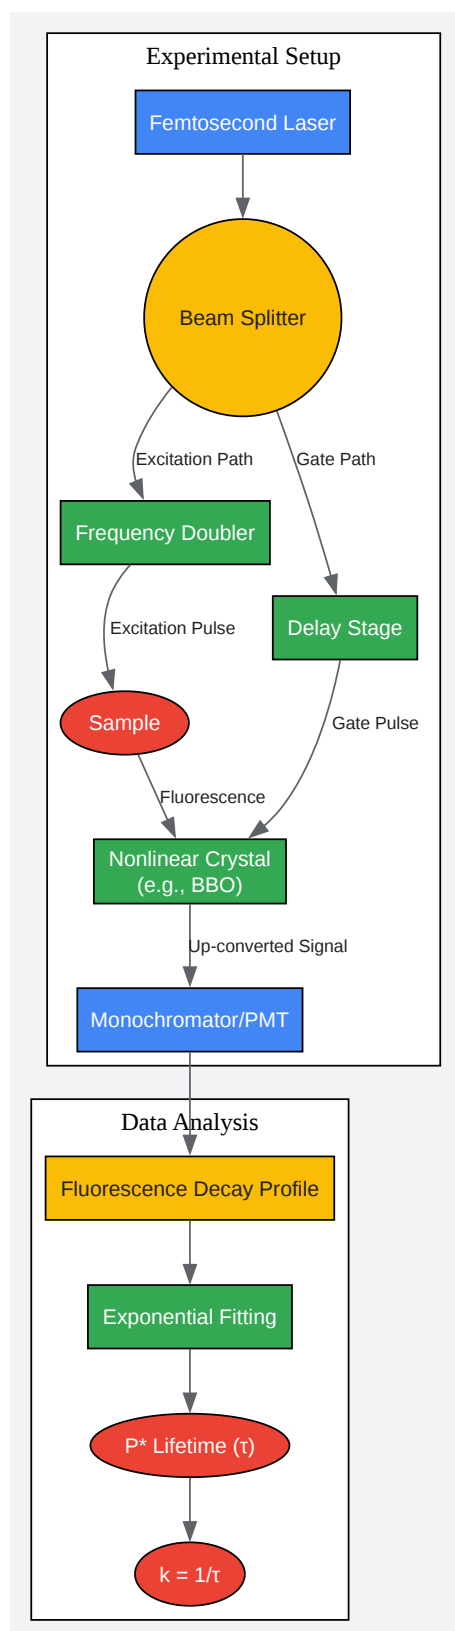 Experimental Setup
Femtosecond Laser
Beam Splitter
Excitation Path
Gate Path
Frequency Doubler
Delay Stage
Excitation Pulse
Sample
Gate Pulse
Fluorescence
Nonlinear Crystal
(e.g., BBO)
Up-converted Signal
Monochromator/PMT
Data Analysis
Fluorescence Decay Profile
Exponential Fitting
P* Lifetime (τ)
k = 1/τ